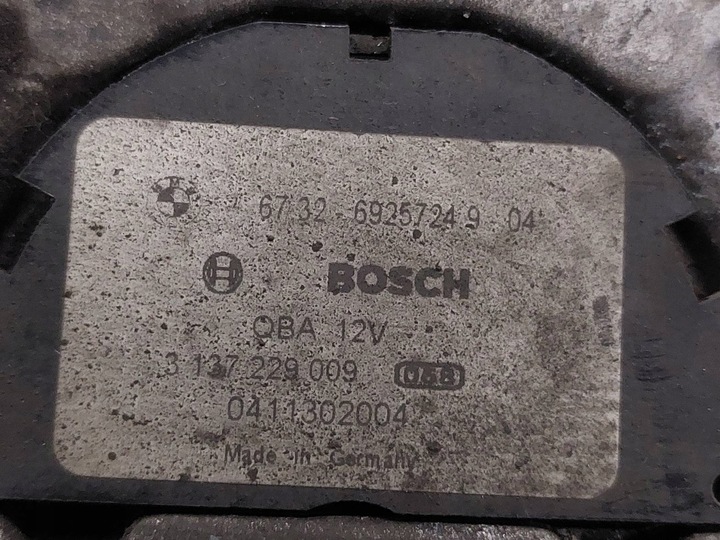 67.32 - 6925724 9 - 04
BOSCH
QBA 12V
3 137 229 009
0411302004
Made in Germany